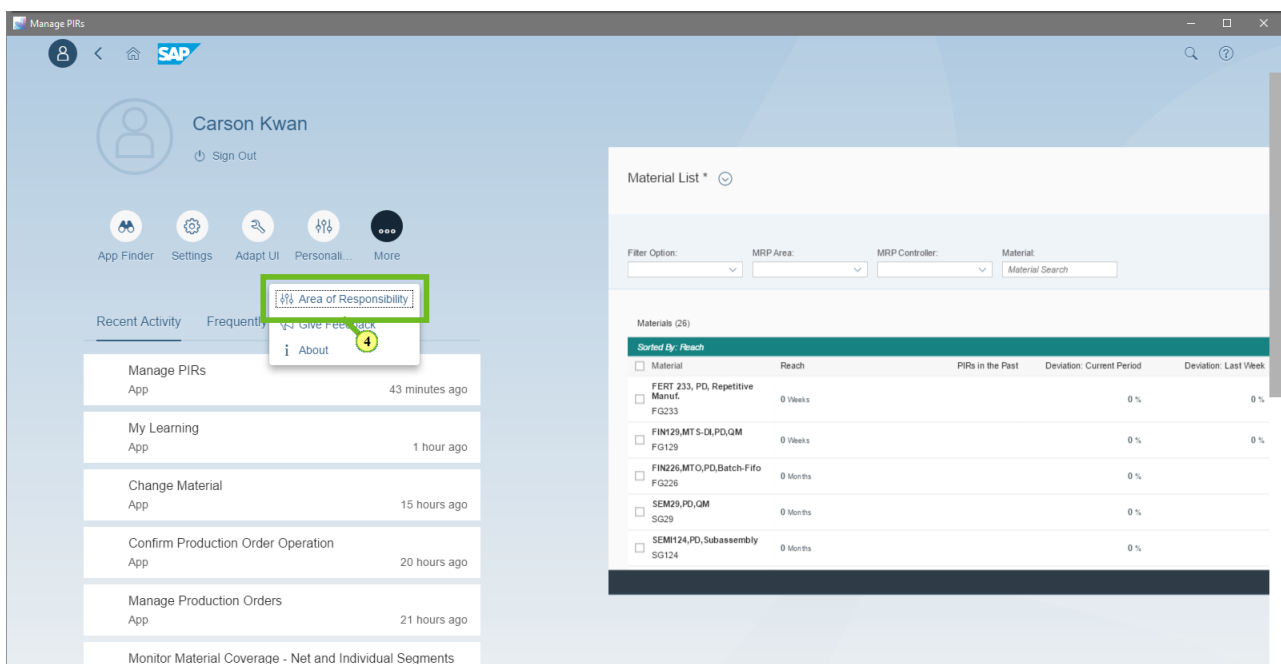 Manage PIRs
SAP
Carson Kwan
Sign Out
App Finder Settings Adapt UI Personali... More
Area of Responsibility
Give Feedback
4
i About
Recent Activity Frequently
Manage PIRs
App 43 minutes ago
My Learning
App 1 hour ago
Change Material
App 15 hours ago
Confirm Production Order Operation
App 20 hours ago
Manage Production Orders
App 21 hours ago
Monitor Material Coverage - Net and Individual Segments
Material List *
Filter Option: MRP Area: MRP Controller: Material:
Material Search
Materials (26)
Sorted By: Reach
Material Reach PIRs in the Past Deviation: Current Period Deviation: Last Week
FERT 233, PD, Repetitive
Manuf. 0 Weeks 0 % 0 %
FG233
FIN129,MTS-DI,PD,QM
FG129 0 Weeks 0 % 0 %
FIN226,MTO,PD,Batch-Fifo
FG226 0 Months 0 %
SEM29,PD,QM
SG29 0 Months 0 %
SEMI124,PD,Subassembly
SG124 0 Months 0 %